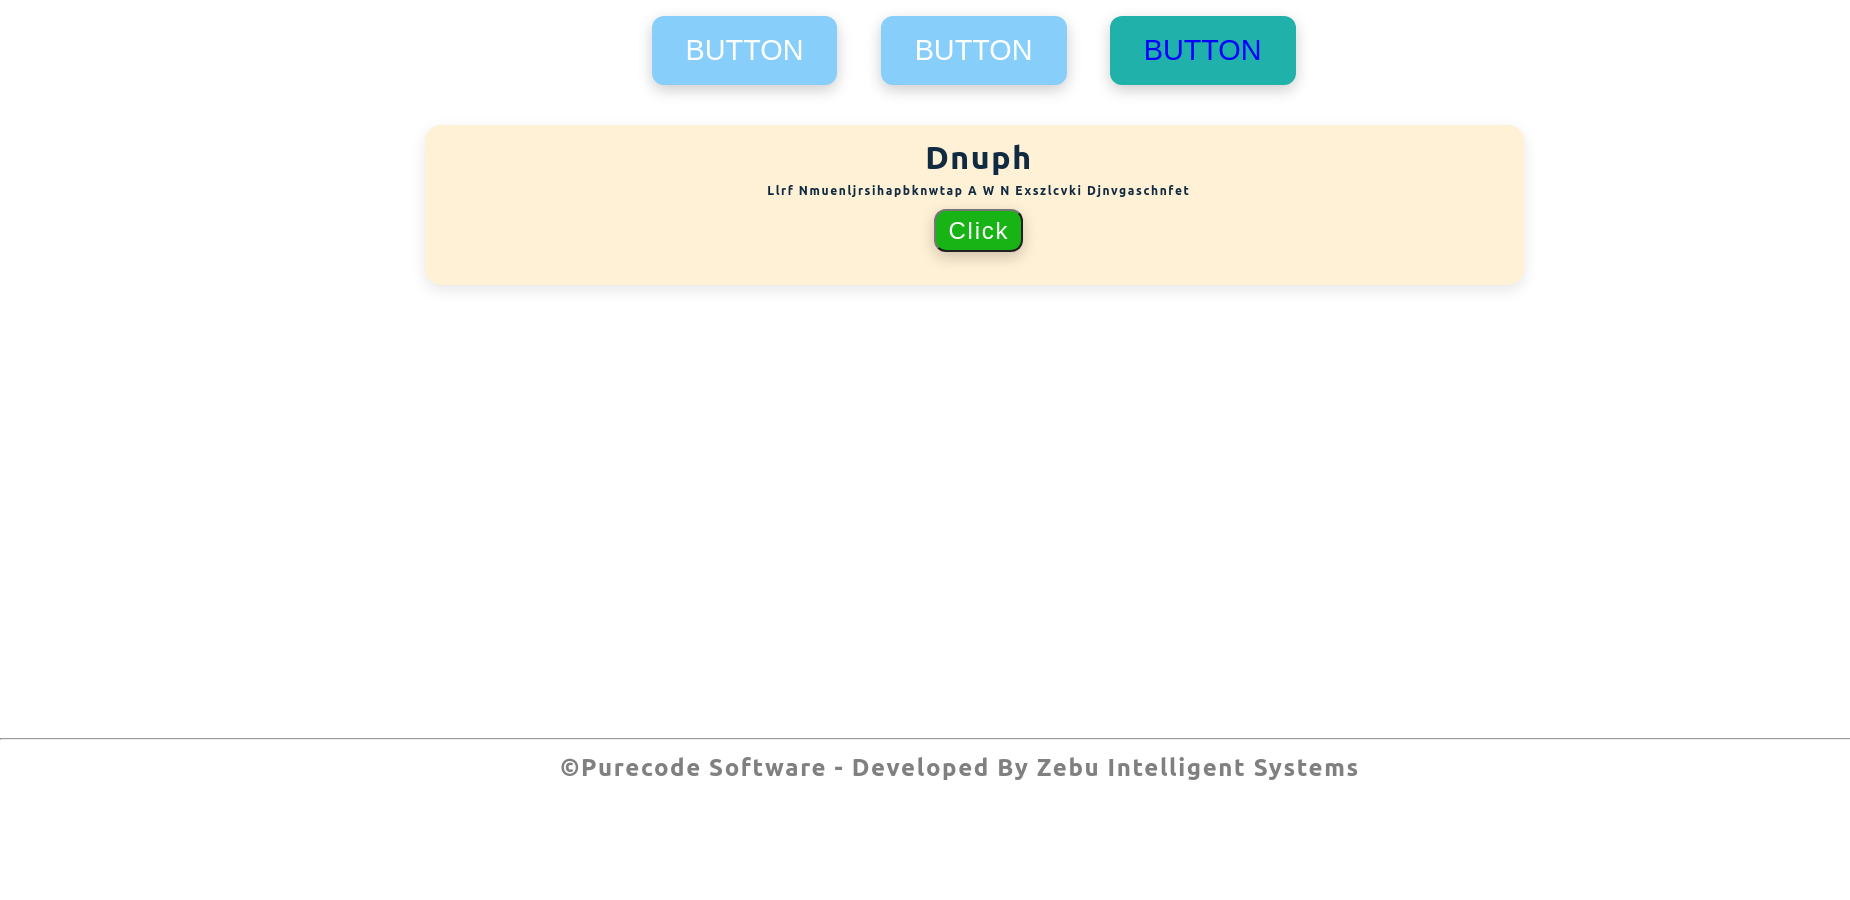 BUTTON BUTTON BUTTON
Dnuph
Llrf Nmuenljrsihapbknwtap A W N Exszlcvki Djnvgaschnfet
Click
©Purecode Software - Developed By Zebu Intelligent Systems